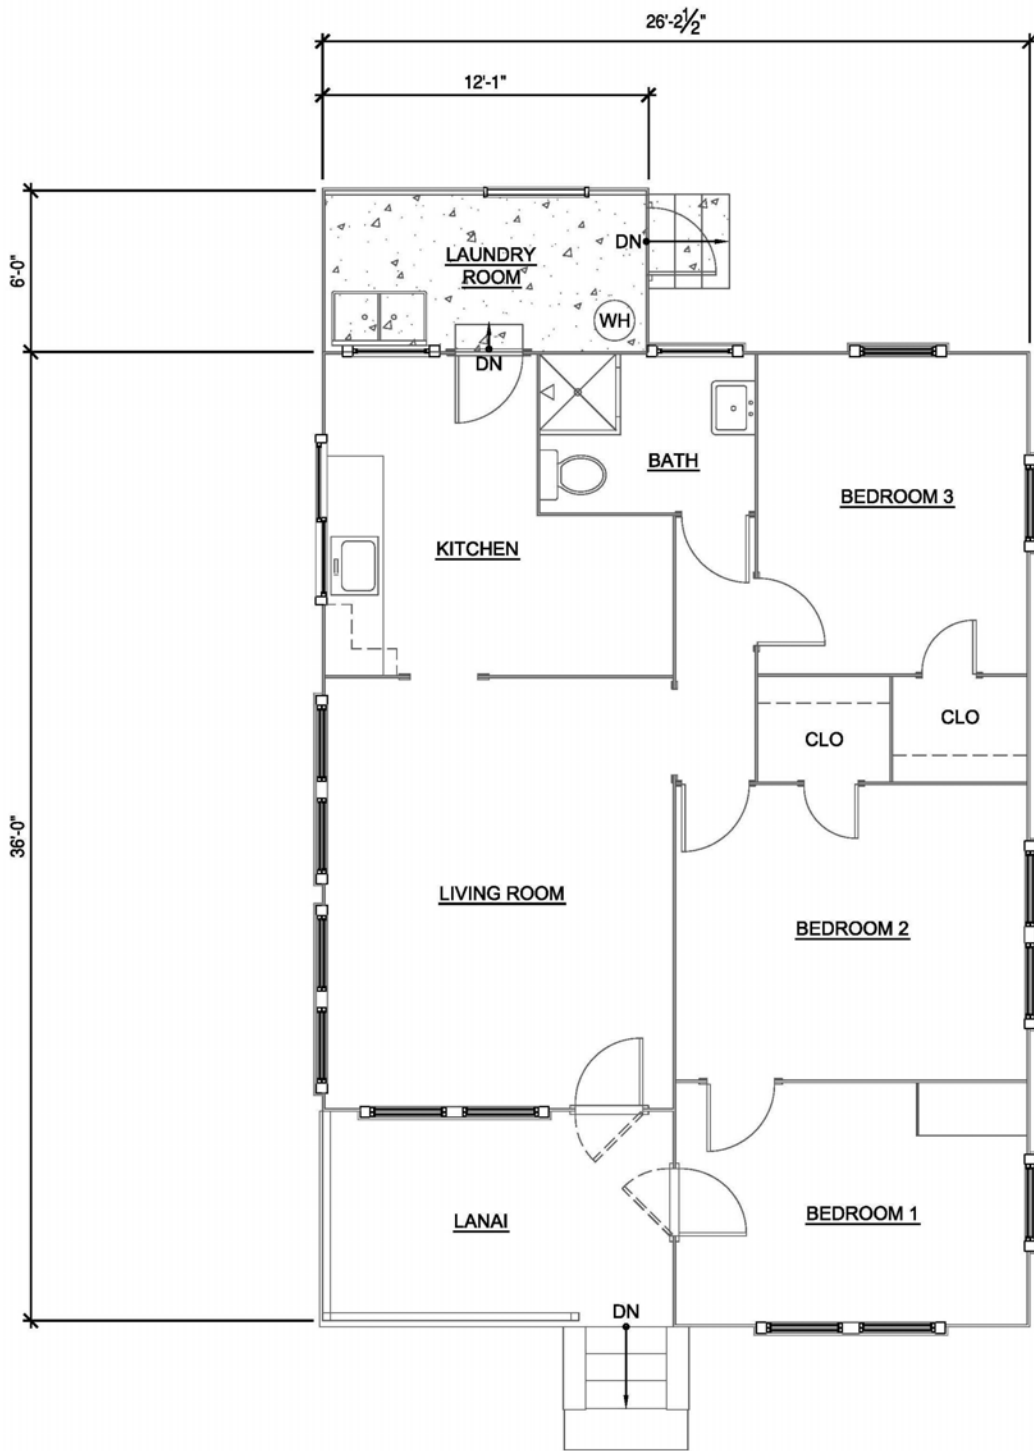 26'-2½"
12'-1"
6'-0"
LAUNDRY
ROOM
DN
WH
DN
BATH
BEDROOM 3
KITCHEN
CLO
CLO
36'-0"
LIVING ROOM
BEDROOM 2
LANAI
BEDROOM 1
DN